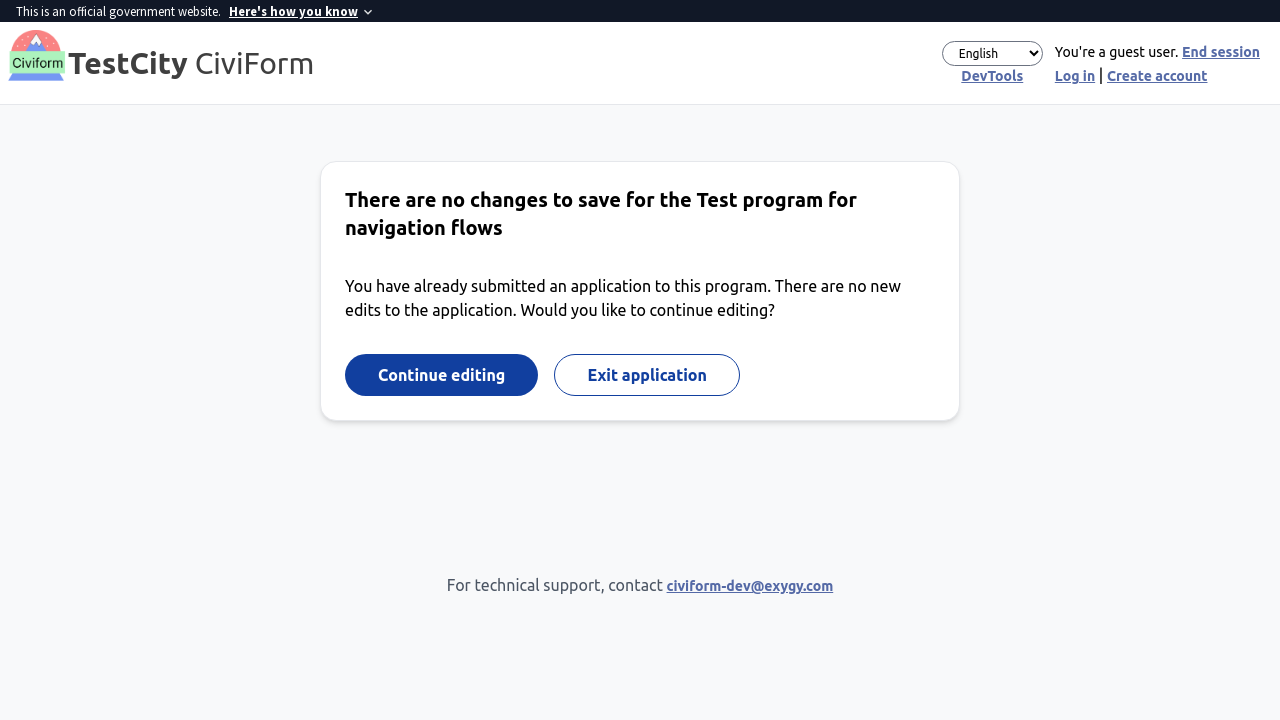 This is an official government website. Here's how you know
Civiform
TestCity CiviForm
English
DevTools
You're a guest user. End session
Log in | Create account
There are no changes to save for the Test program for
navigation flows
You have already submitted an application to this program. There are no new
edits to the application. Would you like to continue editing?
Continue editing
Exit application
For technical support, contact civiform-dev@exygy.com